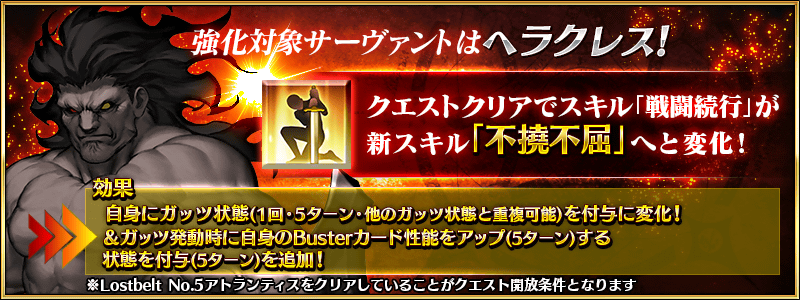 強化対象サーヴァントはヘラクレス!
クエストクリアでスキル「戦闘続行」が
新スキル「不撓不屈」へと変化!
効果
自身にガッツ状態(1回・5ターン・他のガッツ状態と重複可能)を付与に変化!
&ガッツ発動時に自身のBusterカード性能をアップ(5ターン)する
状態を付与(5ターン)を追加!
※Lostbelt No.5アトランティスをクリアしていることがクエスト開放条件となります